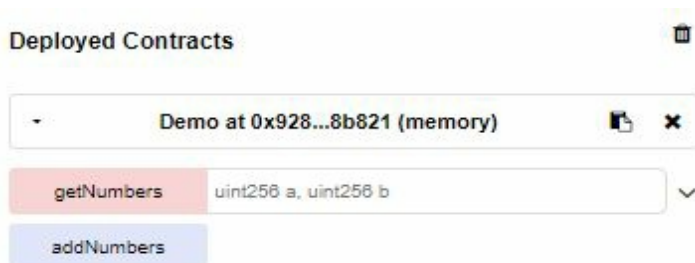 Deployed Contracts
Demo at 0x928...8b821 (memory)
getNumbers uint256 a, uint256 b
addNumbers